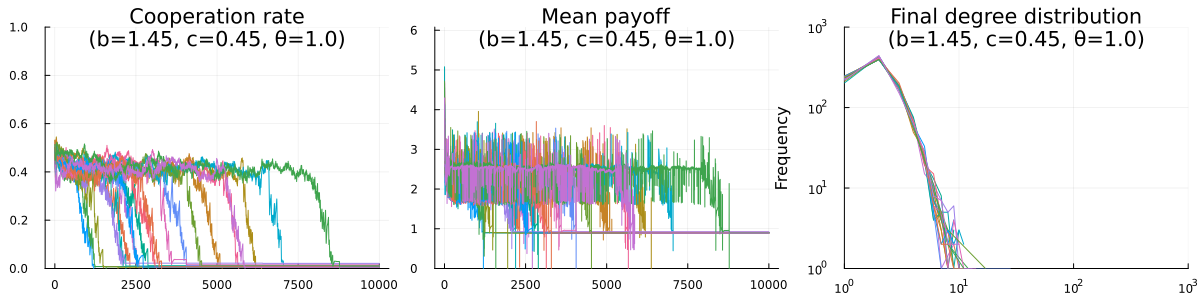 Cooperation rate
(b=1.45, c=0.45, θ=1.0)
1.0
0.8
0.6
0.4
0.2
0.0
0 2500 5000 7500 10000
Mean payoff
(b=1.45, c=0.45, θ=1.0)
6
5
4
3
2
1
0
0 2500 5000 7500 10000
Final degree distribution
(b=1.45, c=0.45, θ=1.0)
Frequency
10³
10²
10¹
10⁰
10⁰ 10¹ 10² 10³